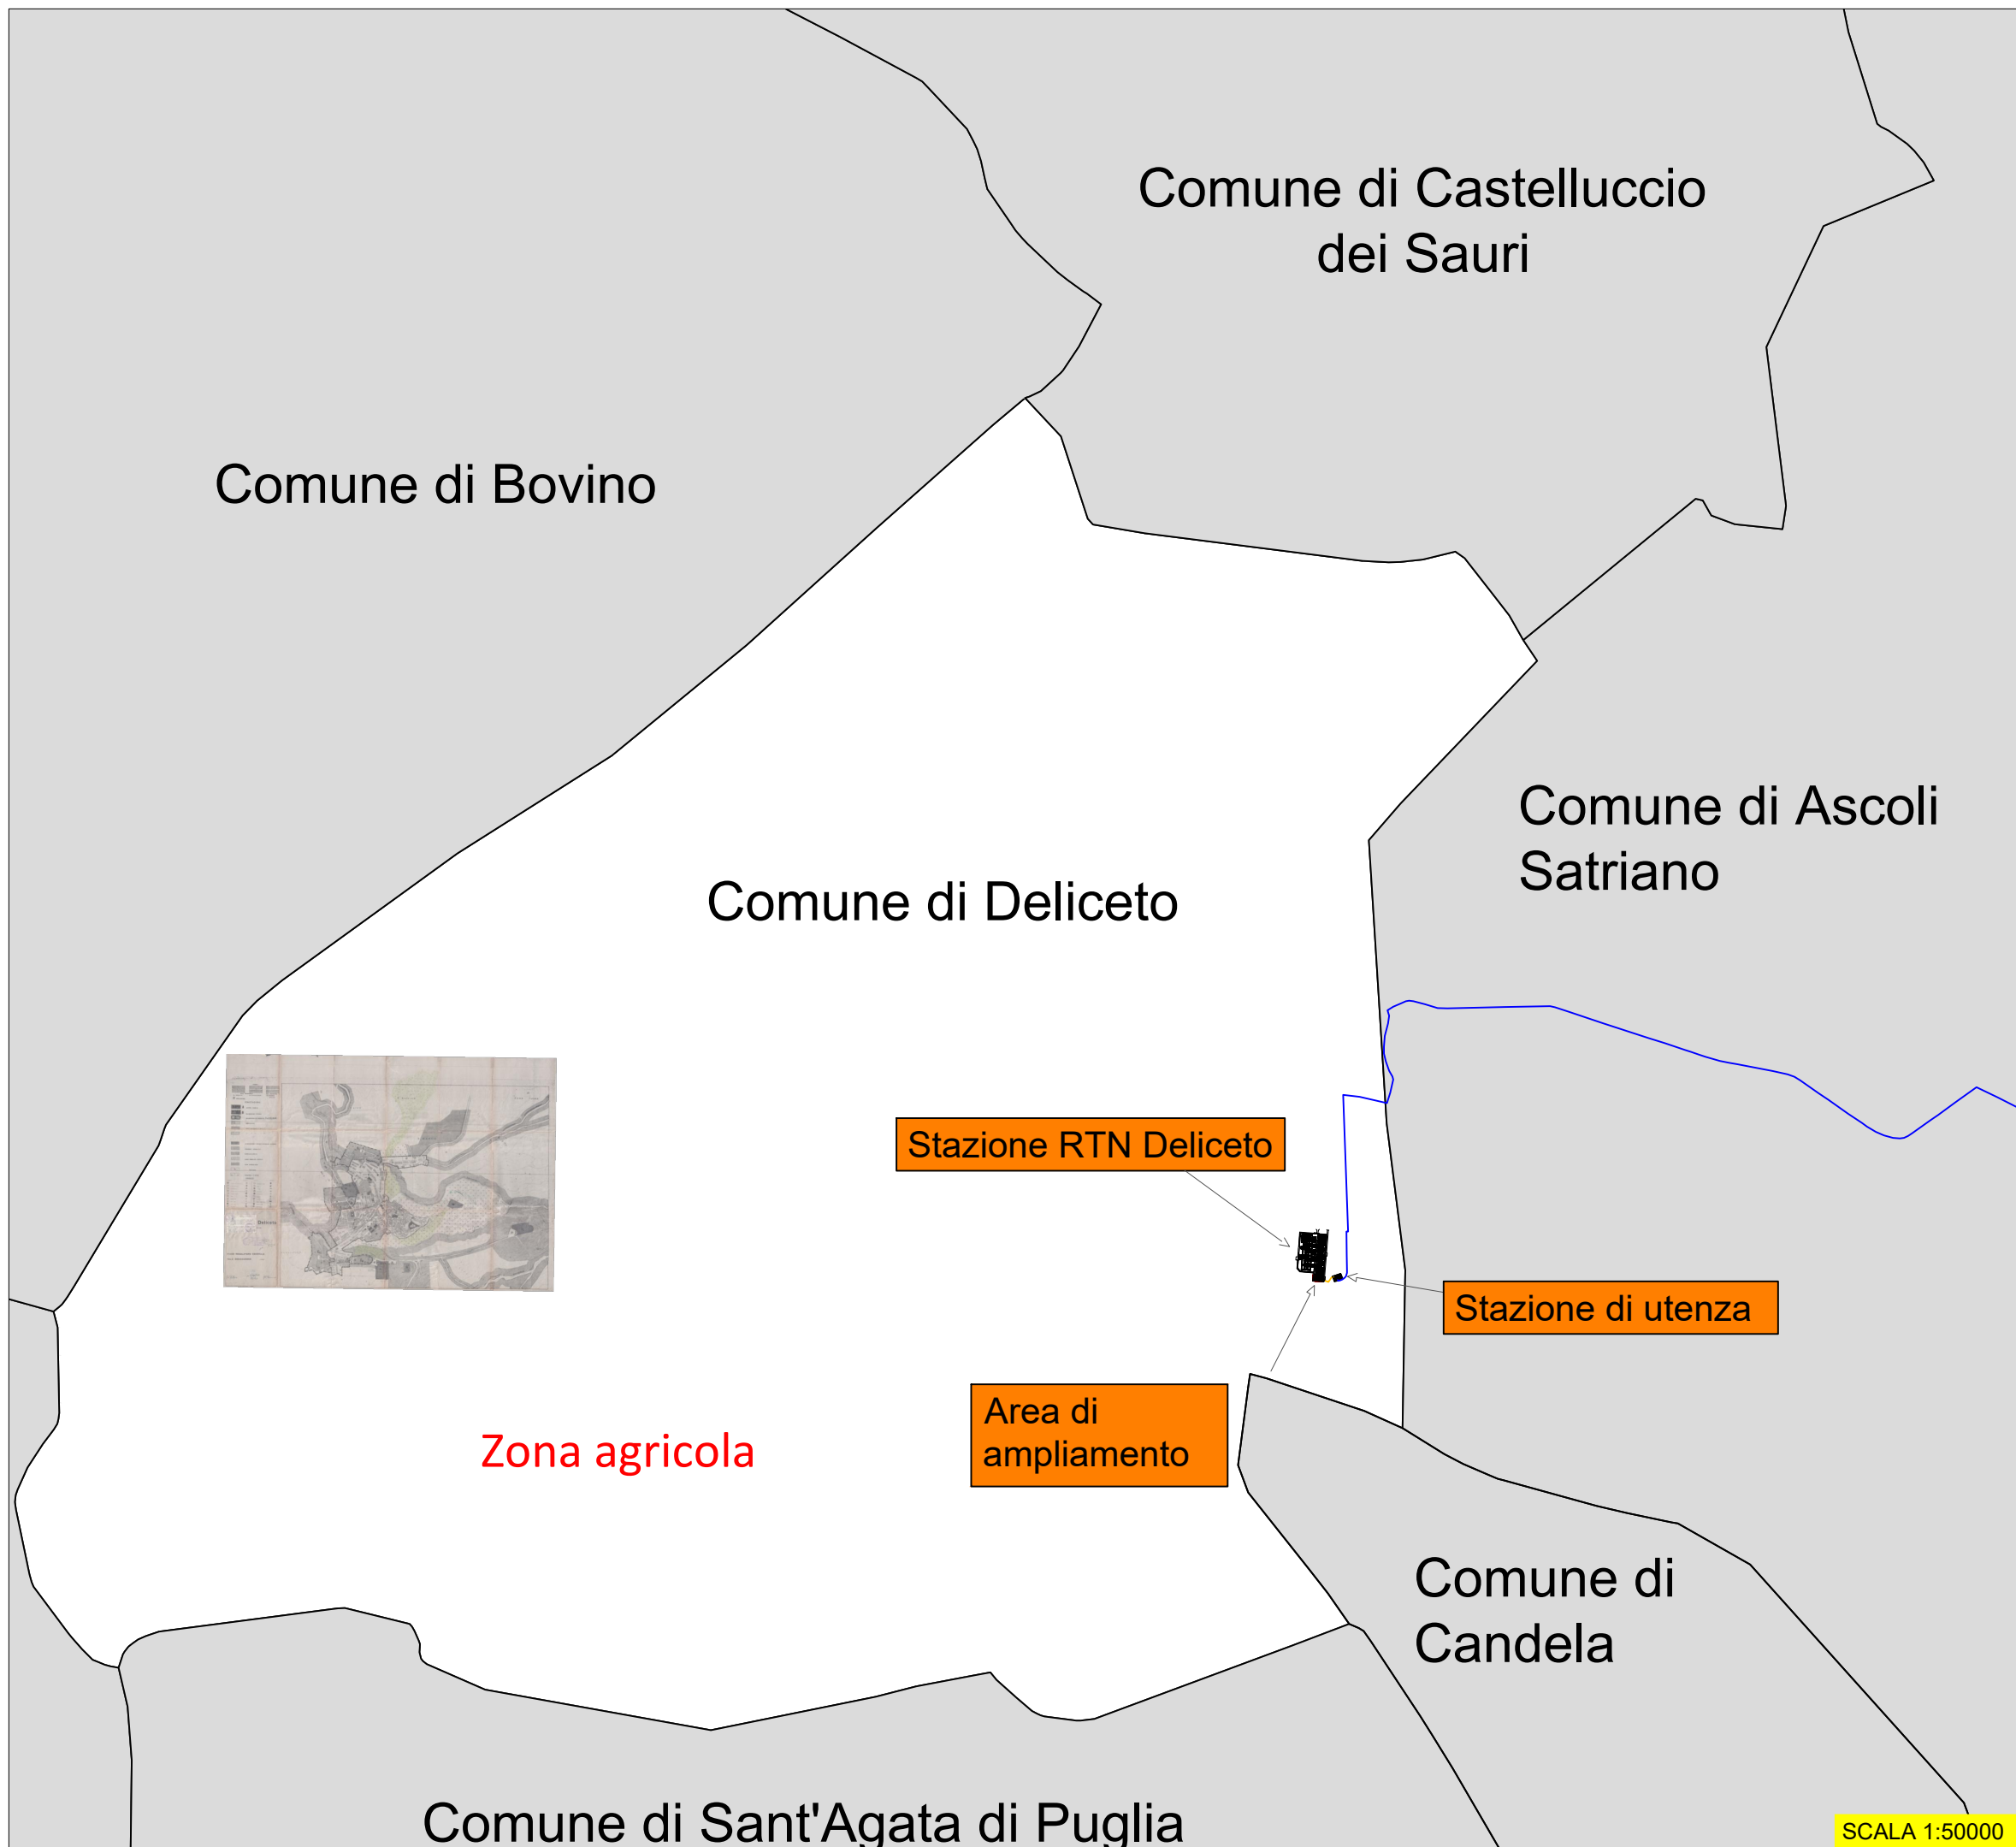 Comune di Castelluccio
dei Sauri
Comune di Bovino
Comune di Ascoli
Satriano
Comune di Deliceto
Stazione RTN Deliceto
Stazione di utenza
Area di
ampliamento
Zona agricola
Comune di
Candela
Comune di Sant'Agata di Puglia
SCALA 1:50000